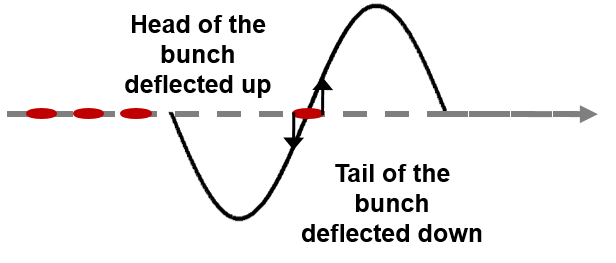 Head of the
bunch
deflected up
Tail of the
bunch
deflected down